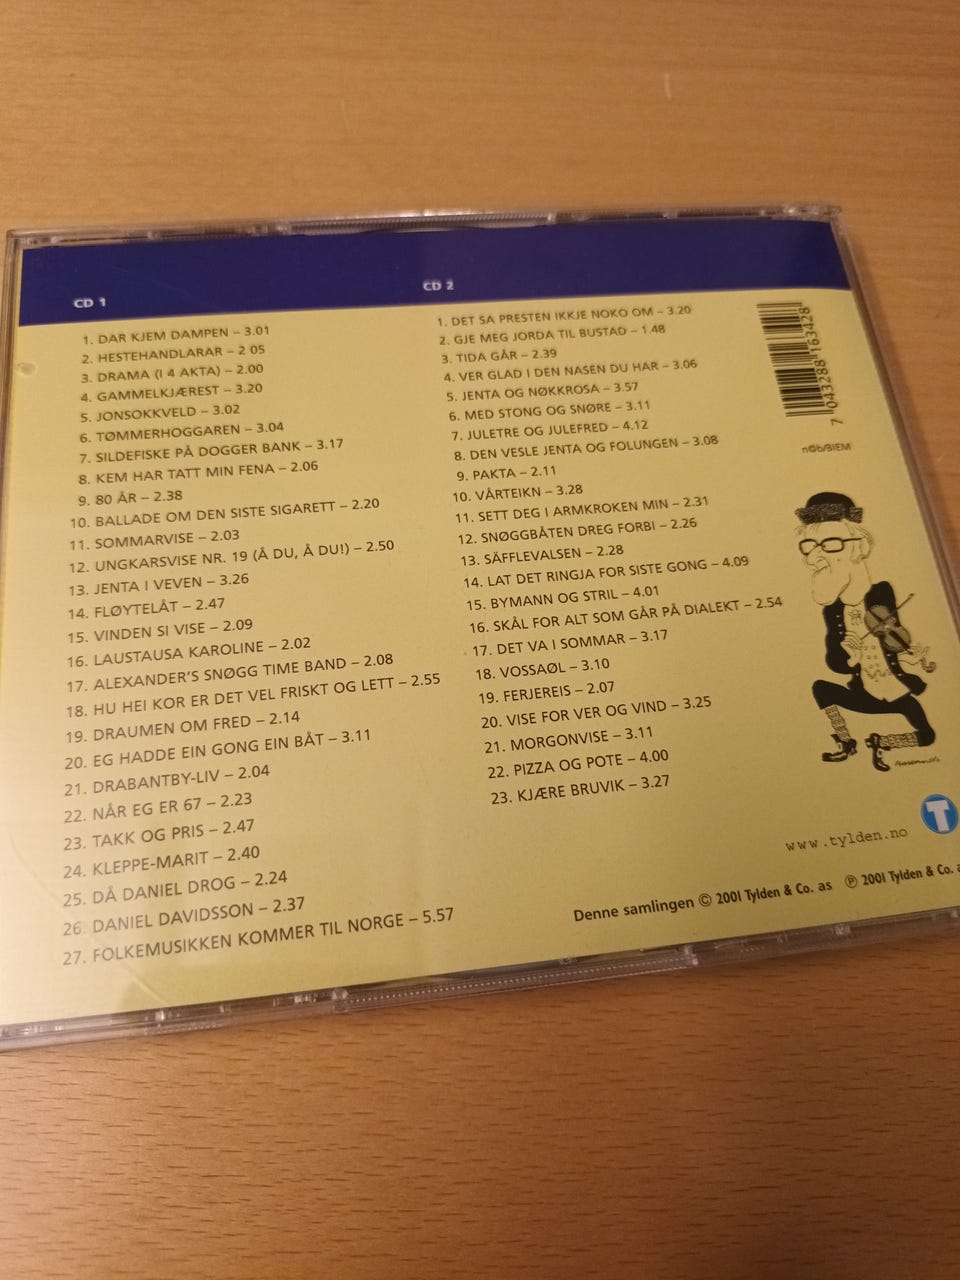 CD 1
1. DAR KJEM DAMPEN – 3.01
2. HESTEHANDLARAR – 2 05
3. DRAMA (I 4 AKTA) – 2.00
4. GAMMELKJÆREST – 3.20
5. JONSOKKVELD – 3.02
6. TØMMERHOGGAREN – 3.04
7. SILDEFISKE PÅ DOGGER BANK – 3.17
8. KEM HAR TATT MIN FENA – 2.06
9. 80 ÅR – 2.38
10. BALLADE OM DEN SISTE SIGARETT – 2.20
11. SOMMARVISE – 2.03
12. UNGKARSVISE NR. 19 (Å DU, Å DU!) – 2.50
13. JENTA I VEVEN – 3.26
14. FLØYTELÅT – 2.47
15. VINDEN SI VISE – 2.09
16. LAUSTAUSA KAROLINE – 2.02
17. ALEXANDER'S SNØGG TIME BAND – 2.08
18. HU HEI KOR ER DET VEL FRISKT OG LETT – 2.55
19. DRAUMEN OM FRED – 2.14
20. EG HADDE EIN GONG EIN BÅT – 3.11
21. DRABANTBY-LIV – 2.04
22. NÅR EG ER 67 – 2.23
23. TAKK OG PRIS – 2.47
24. KLEPPE-MARIT – 2.40
25. DÅ DANIEL DROG – 2.24
26. DANIEL DAVIDSSON – 2.37
27. FOLKEMUSIKKEN KOMMER TIL NORGE – 5.57
CD 2
1. DET SA PRESTEN IKKJE NOKO OM – 3.20
2. GJE MEG JORDA TIL BUSTAD – 1.48
3. TIDA GÅR – 2.39
4. VER GLAD I DEN NASEN DU HAR – 3.06
5. JENTA OG NØKKROSA – 3.57
6. MED STONG OG SNØRE – 3.11
7. JULETRE OG JULEFRED – 4.12
8. DEN VESLE JENTA OG FOLUNGEN – 3.08
9. PAKTA – 2.11
10. VÅRTEIKN – 3.28
11. SETT DEG I ARMKROKEN MIN – 2.31
12. SNØGGBÅTEN DREG FORBI – 2.26
13. SÄFFLEVALSEN – 2.28
14. LAT DET RINGJA FOR SISTE GONG – 4.09
15. BYMANN OG STRIL – 4.01
16. SKÅL FOR ALT SOM GÅR PÅ DIALEKT – 2.54
17. DET VA I SOMMAR – 3.17
18. VOSSAØL – 3.10
19. FERJEREIS – 2.07
20. VISE FOR VER OG VIND – 3.25
21. MORGONVISE – 3.11
22. PIZZA OG POTE – 4.00
23. KJÆRE BRUVIK – 3.27
7 043288 163428
n©b/BIEM
T
www.tylden.no
Denne samlingen © 2001 Tylden & Co. as ℗ 2001 Tylden & Co.